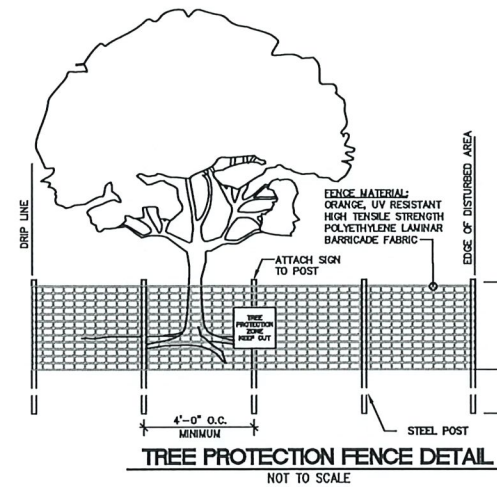 DRIP LINE
EDGE OF DISTURBED AREA
FENCE MATERIAL:
ORANGE, UV RESISTANT
HIGH TENSILE STRENGTH
POLYETHYLENE LAMINAR
BARRICADE FABRIC
ATTACH SIGN
TO POST
TREE
PROTECTION
ZONE
KEEP OUT
4'-0" O.C.
MINIMUM
STEEL POST
TREE PROTECTION FENCE DETAIL
NOT TO SCALE